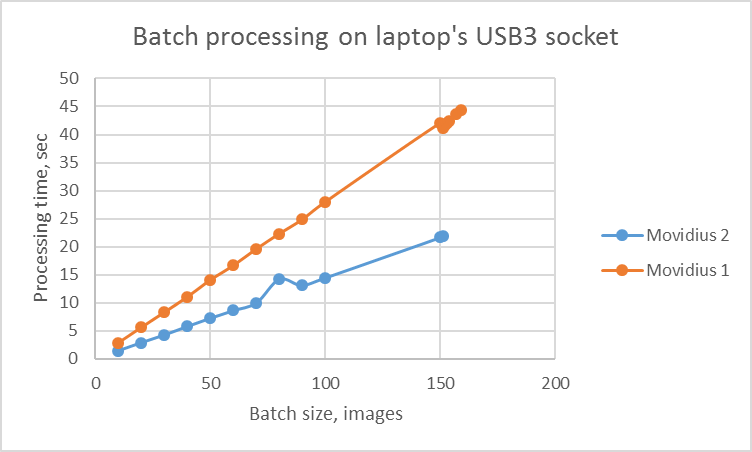 Batch processing on laptop's USB3 socket
50
45
40
35
30
25
20
15
10
5
0
Processing time, sec
0 50 100 150 200
Batch size, images
Movidius 2
Movidius 1